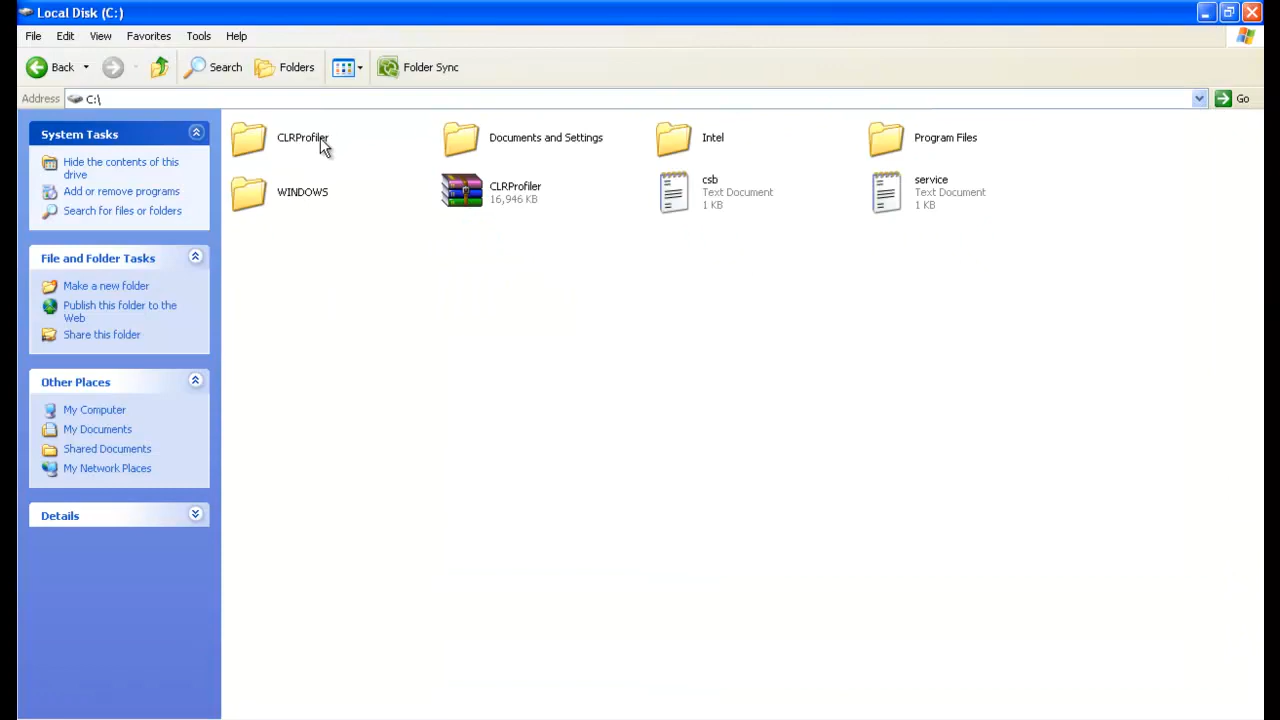 Local Disk (C:)
File Edit View Favorites Tools Help
Back Search Folders Folder Sync
Address C:\ Go
System Tasks
Hide the contents of this
drive
Add or remove programs
Search for files or folders
File and Folder Tasks
Make a new folder
Publish this folder to the
Web
Share this folder
Other Places
My Computer
My Documents
Shared Documents
My Network Places
Details
CLRProfiler
Documents and Settings
Intel
Program Files
WINDOWS
CLRProfiler
16,946 KB
csb
Text Document
1 KB
service
Text Document
1 KB